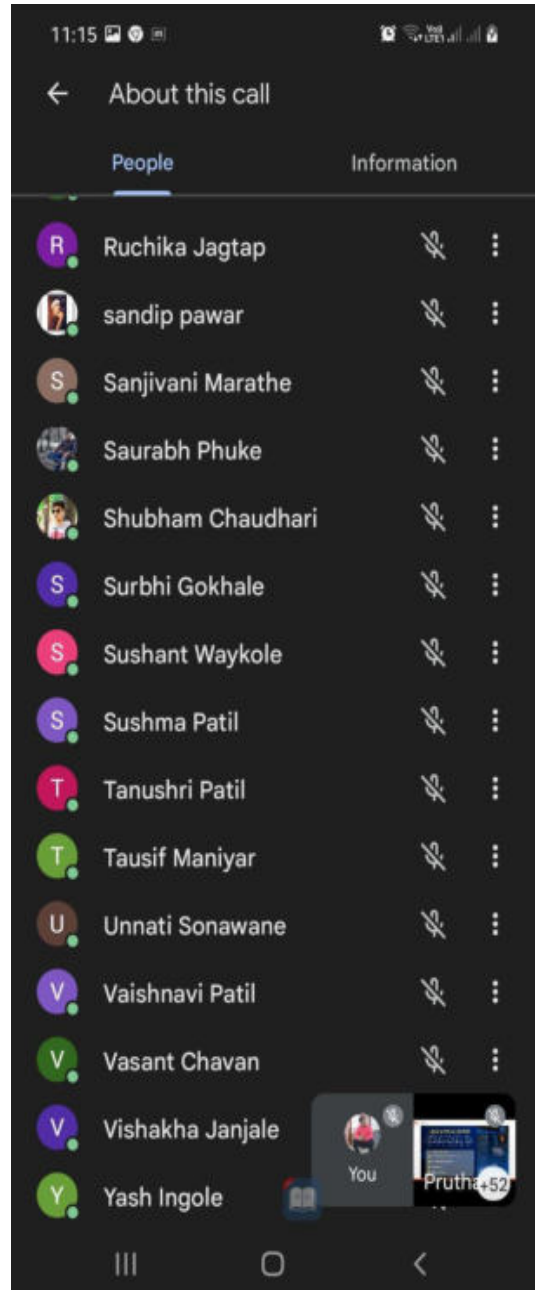 11:15
About this call
People
Information
R Ruchika Jagtap
sandip pawar
S Sanjivani Marathe
Saurabh Phuke
Shubham Chaudhari
S Surbhi Gokhale
S Sushant Waykole
S Sushma Patil
T Tanushri Patil
T Tausif Maniyar
U Unnati Sonawane
V Vaishnavi Patil
V Vasant Chavan
V Vishakha Janjale
You
Prutha +52
Y Yash Ingole